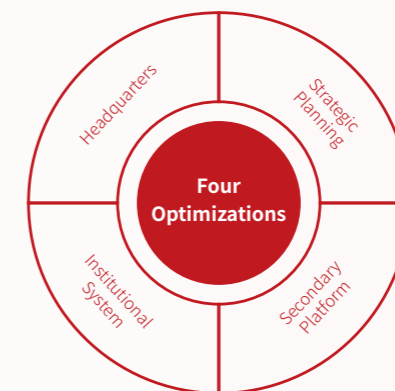 Headquarters
Strategic
Planning
Four
Optimizations
Institutional
System
Secondary
Platform